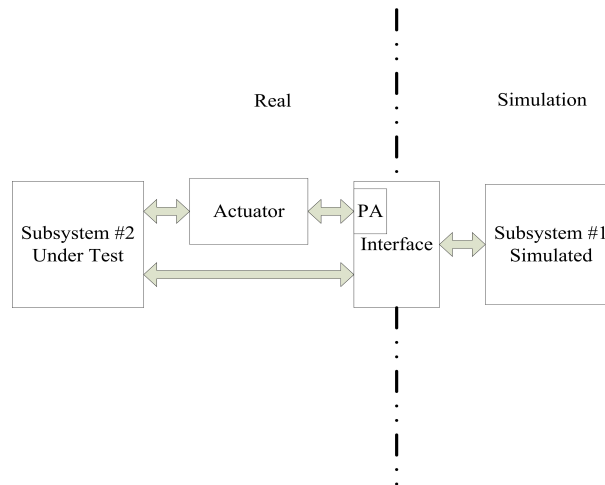 Real
Simulation
Subsystem #2
Under Test
Actuator
PA
Interface
Subsystem #1
Simulated